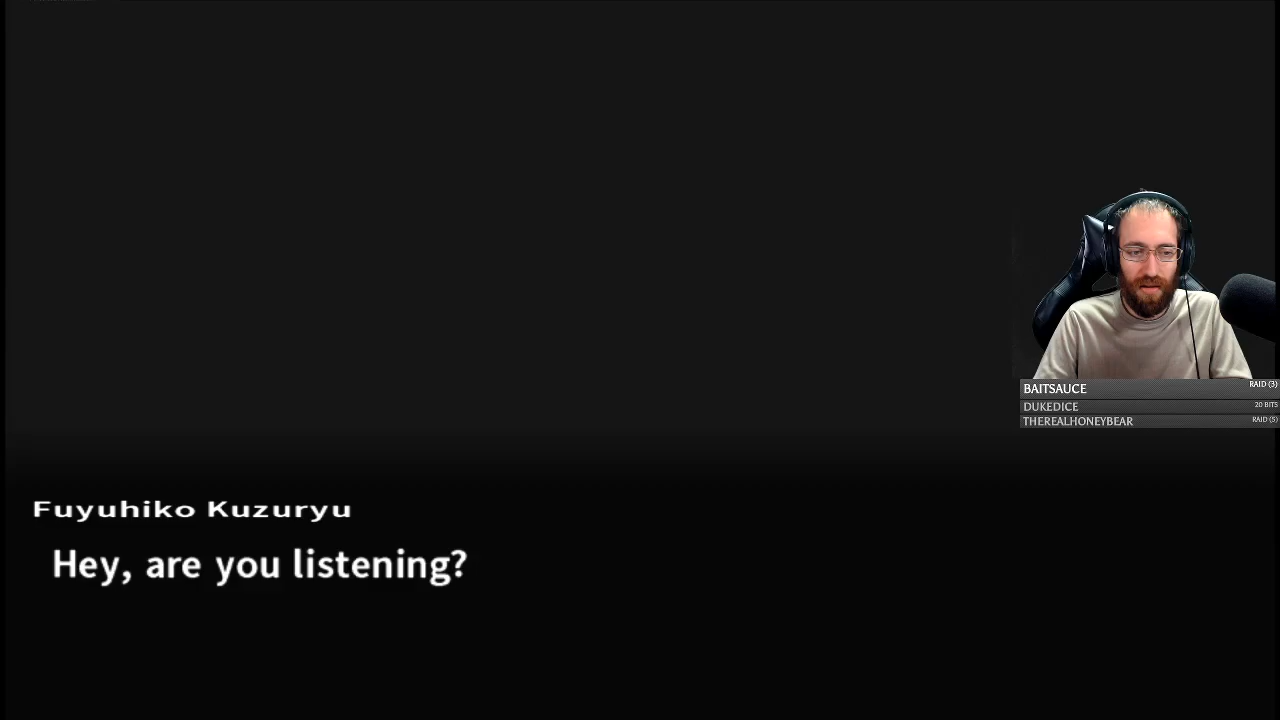 BAITSAUCE RAID (3)
DUKEDICE 20 BITS
THEREALHONEYBEAR RAID (5)
Fuyuhiko Kuzuryu
Hey, are you listening?